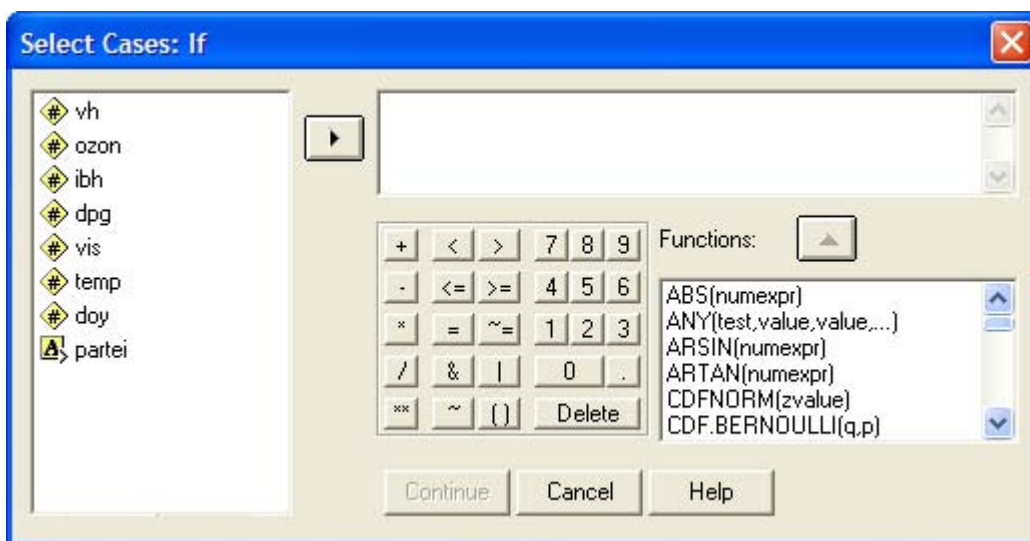 Select Cases: If
# vh
# ozon
# ibh
# dpg
# vis
# temp
# doy
A partei
+ < > 7 8 9
- <= >= 4 5 6
* = ~= 1 2 3
/ & | 0 .
** ~ () Delete
Functions:
ABS(numexpr)
ANY(test,value,value,...)
ARSIN(numexpr)
ARTAN(numexpr)
CDFNORM(zvalue)
CDF.BERNOULLI(q,p)
Continue Cancel Help